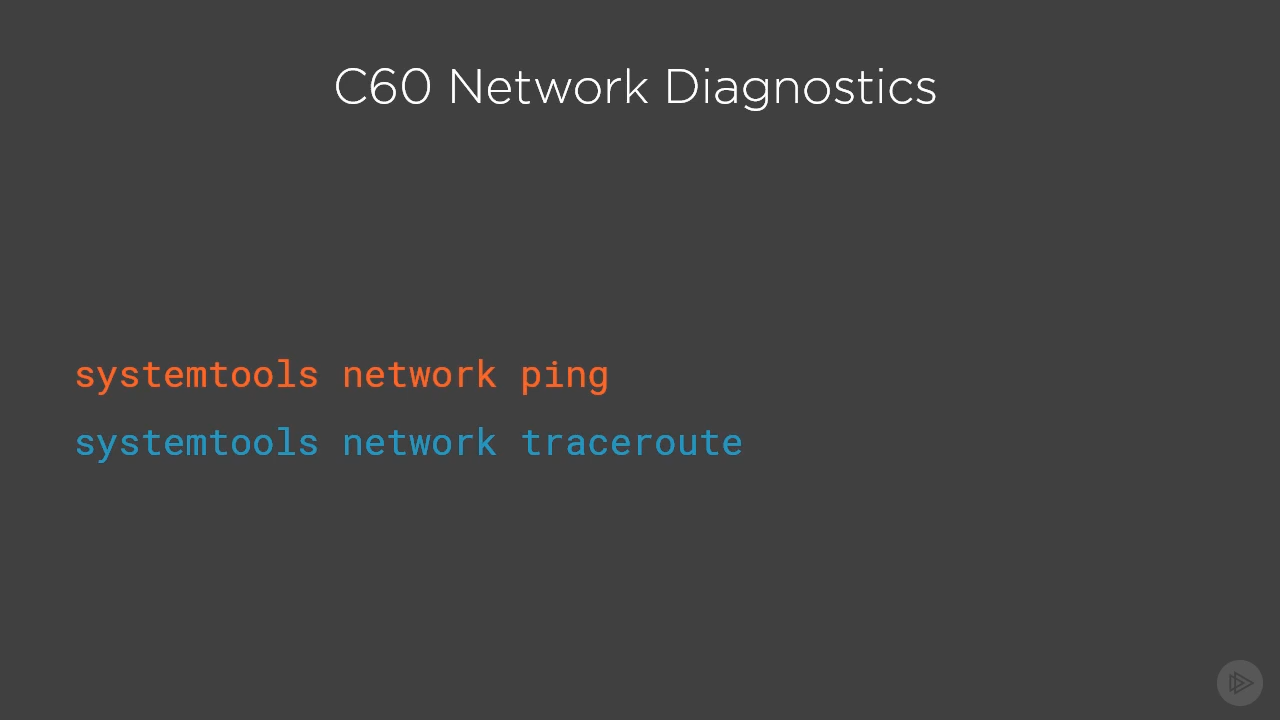 C60 Network Diagnostics
systemtools network ping
systemtools network traceroute